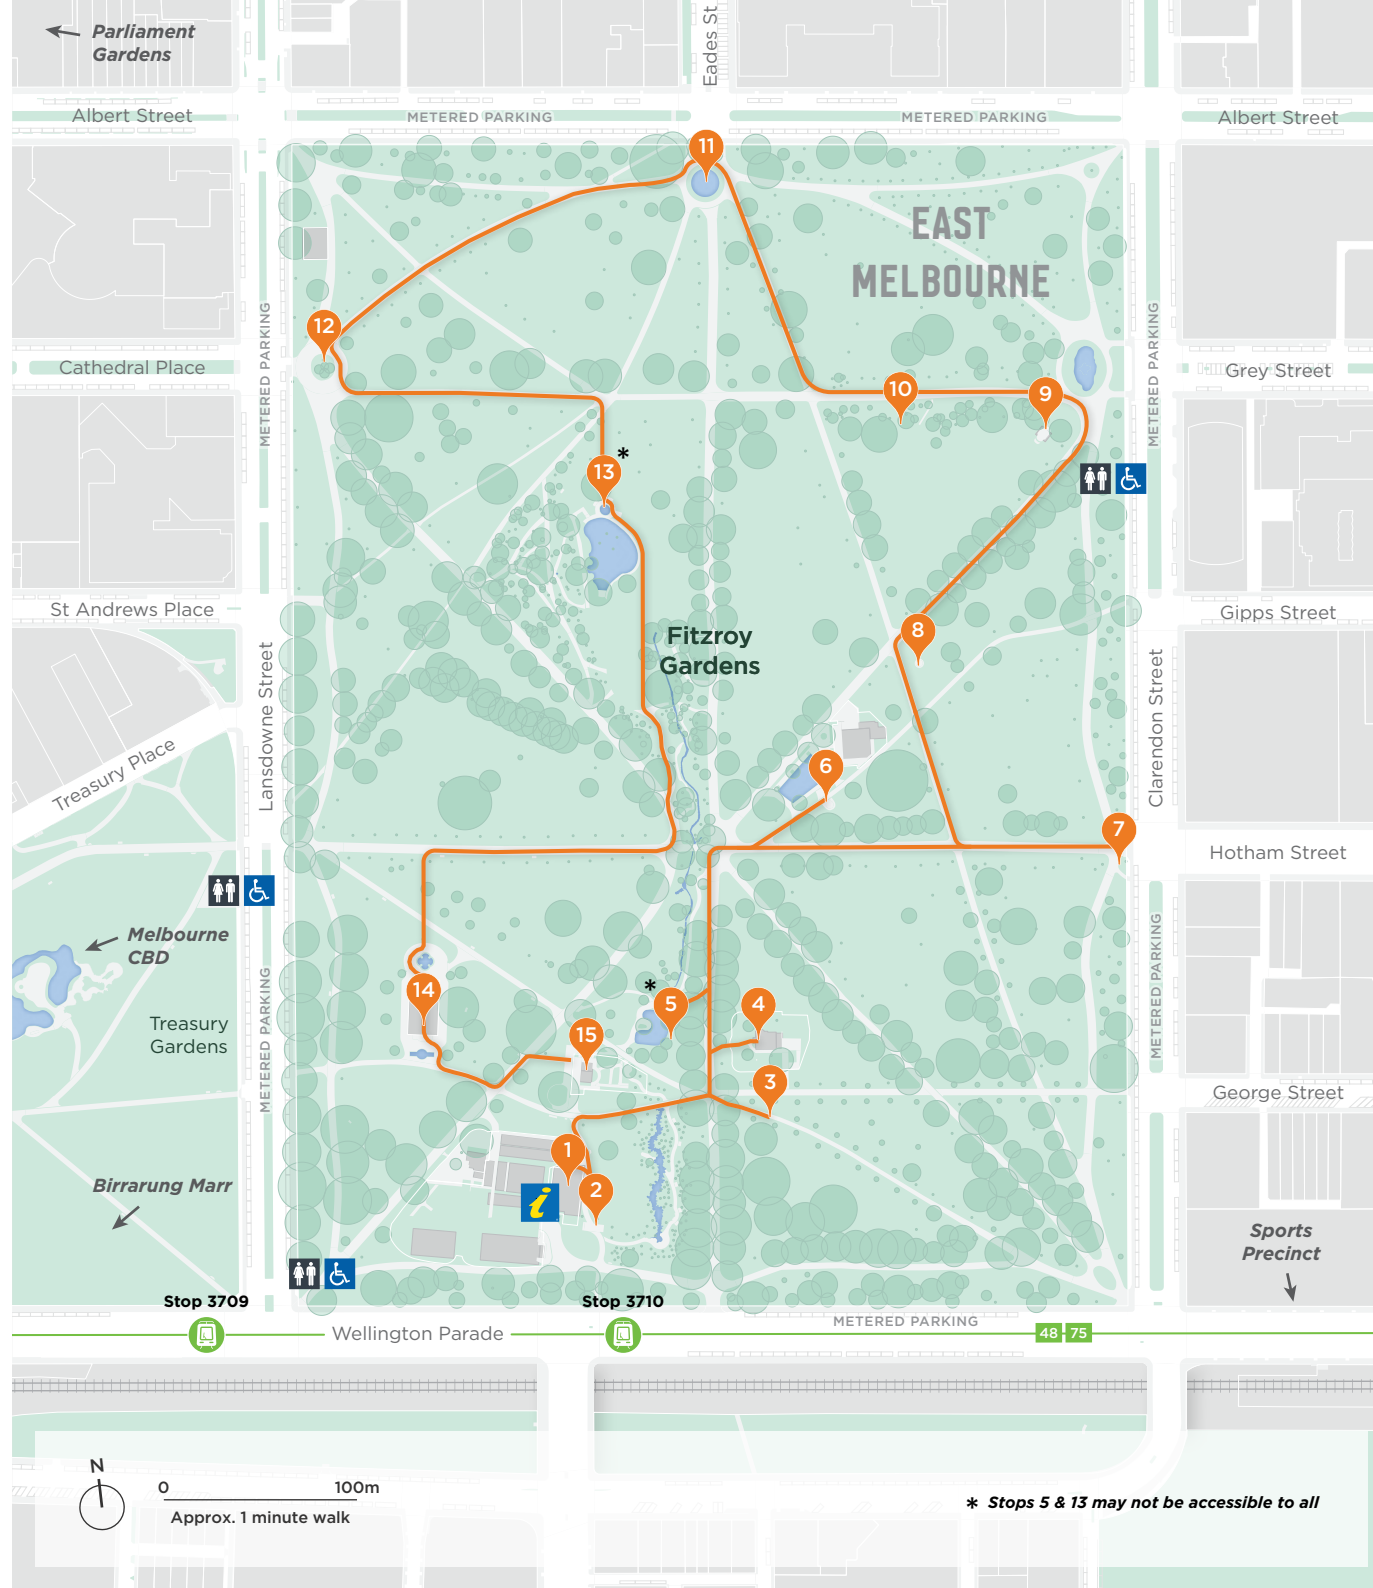 Parliament
Gardens
Eades St
Albert Street
METERED PARKING
METERED PARKING
Albert Street
11
EAST
MELBOURNE
METERED PARKING
METERED PARKING
12
Cathedral Place
Grey Street
10
9
*
13
St Andrews Place
Gipps Street
8
Fitzroy
Gardens
Lansdowne Street
Clarendon Street
Treasury Place
6
7
Hotham Street
Melbourne
CBD
METERED PARKING
METERED PARKING
*
14
5
4
Treasury
Gardens
15
3
George Street
1
2
i
Birrarung Marr
Sports
Precinct
Stop 3709
Stop 3710
Wellington Parade
METERED PARKING
48
75
N
0
100m
Approx. 1 minute walk
* Stops 5 & 13 may not be accessible to all